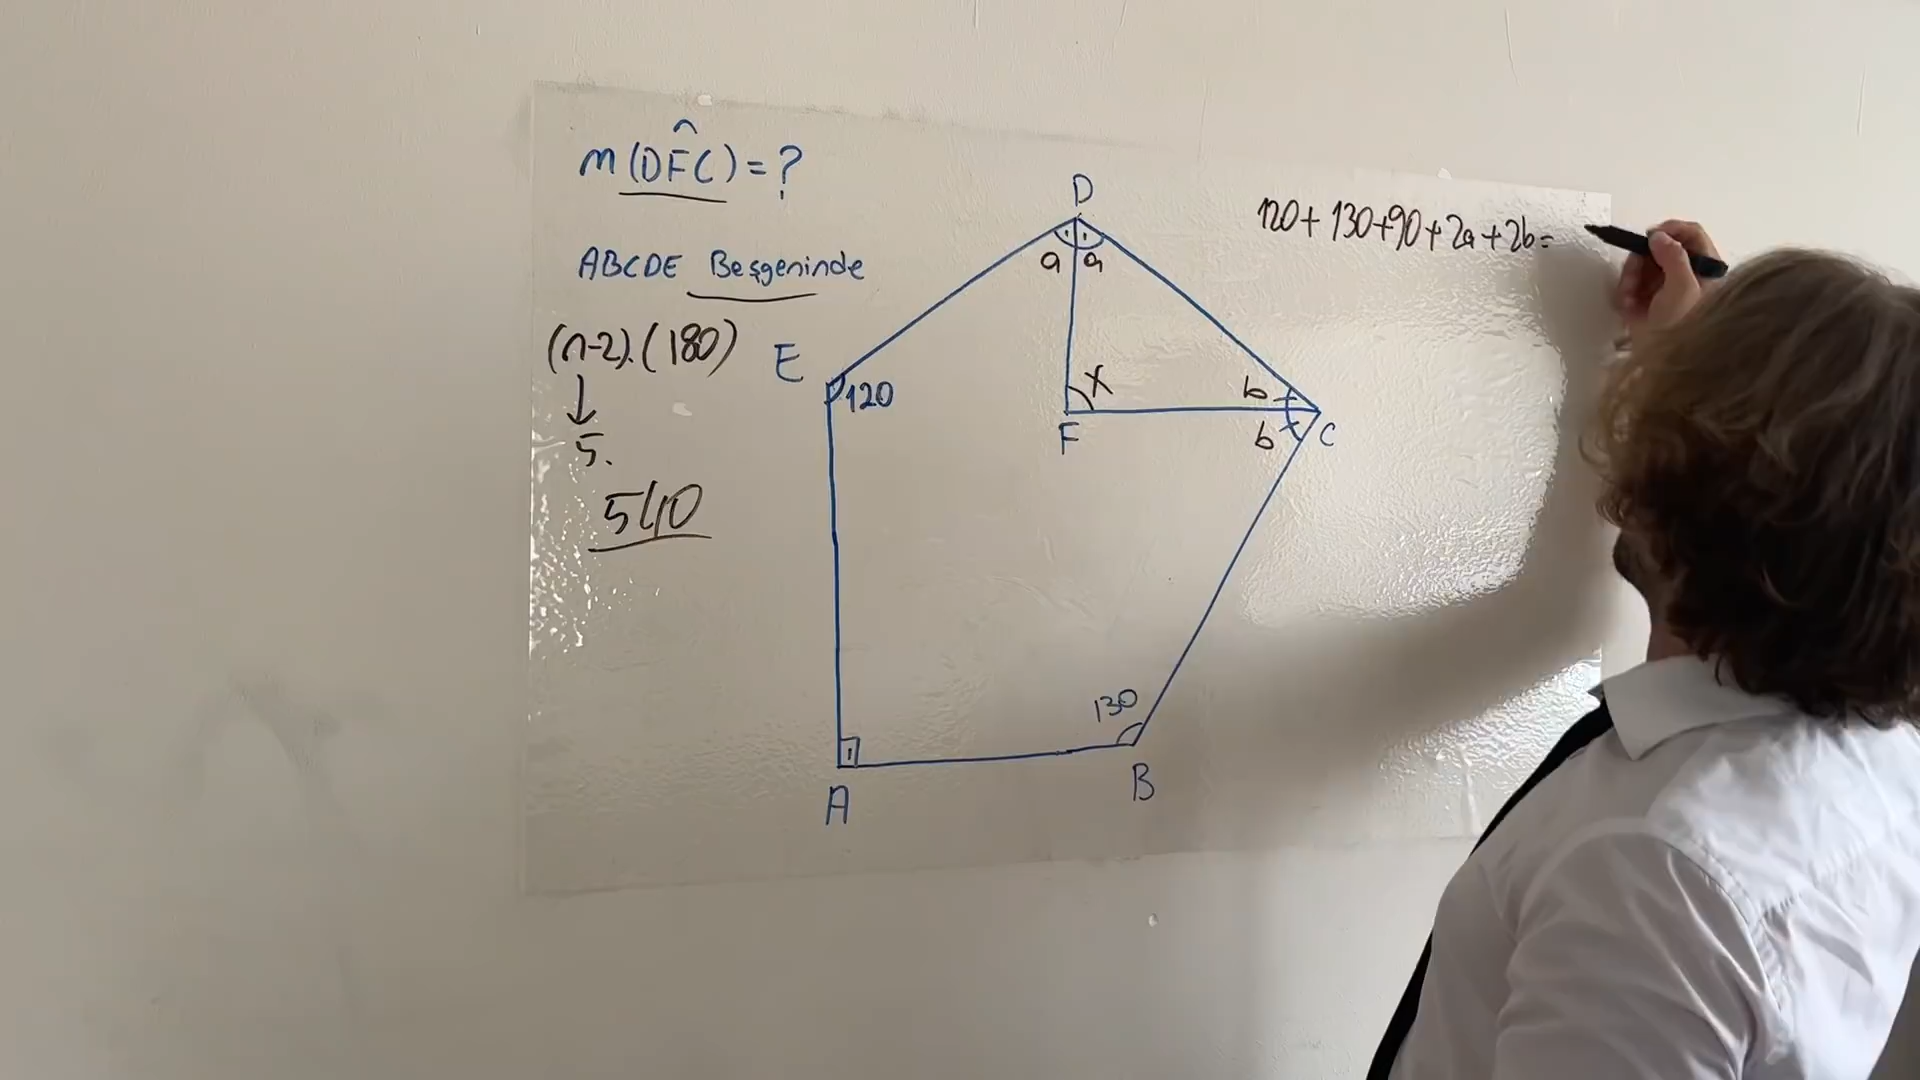 m(DF̂C)=?
ABCDE Beşgeninde
(n-2).(180)
↓
5.
540
D
120+130+90+2a+2b=
a a
E
120
X
b
F
b
C
130
A
B